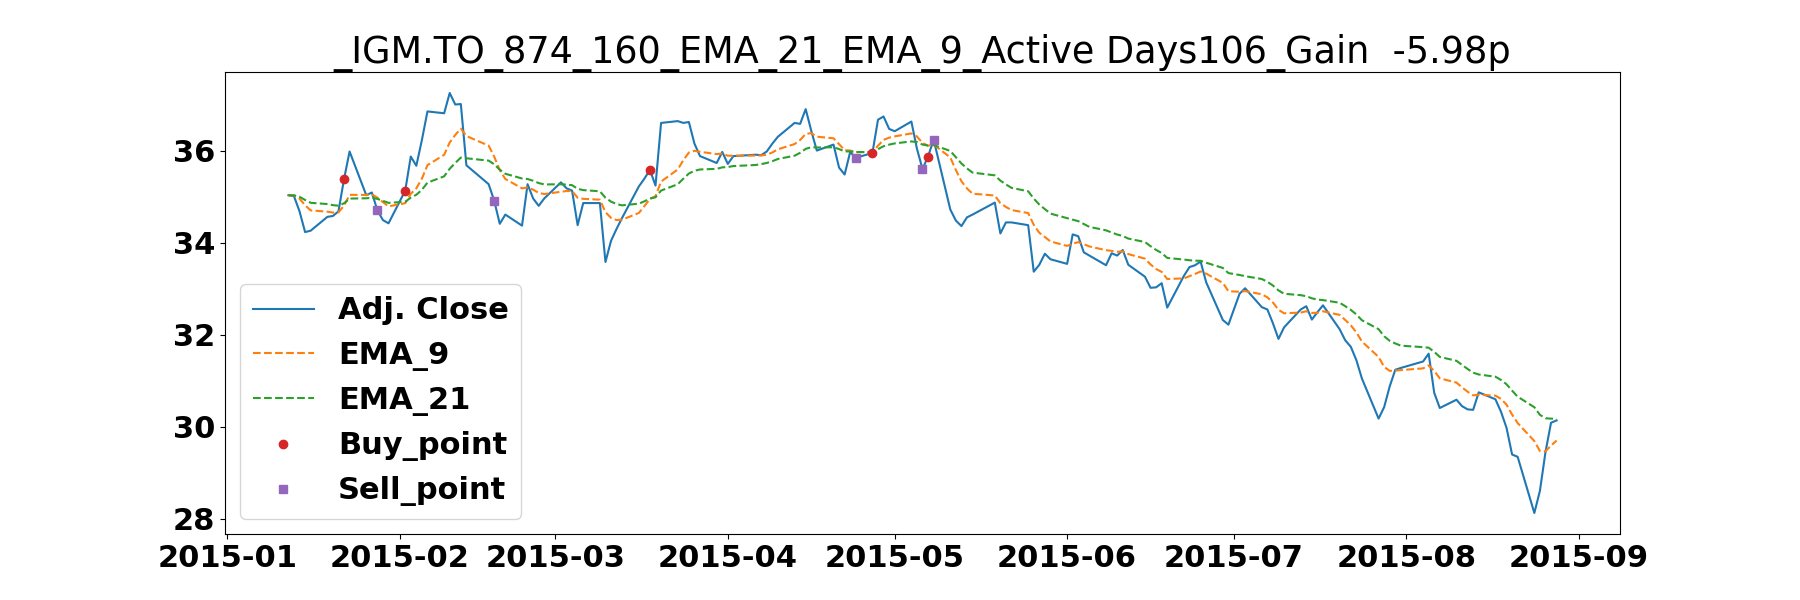 _IGM.TO_874_160_EMA_21_EMA_9_Active Days106_Gain  -5.98p
36
34
32
30
28
Adj. Close
EMA_9
EMA_21
Buy_point
Sell_point
2015-01 2015-02 2015-03 2015-04 2015-05 2015-06 2015-07 2015-08 2015-09